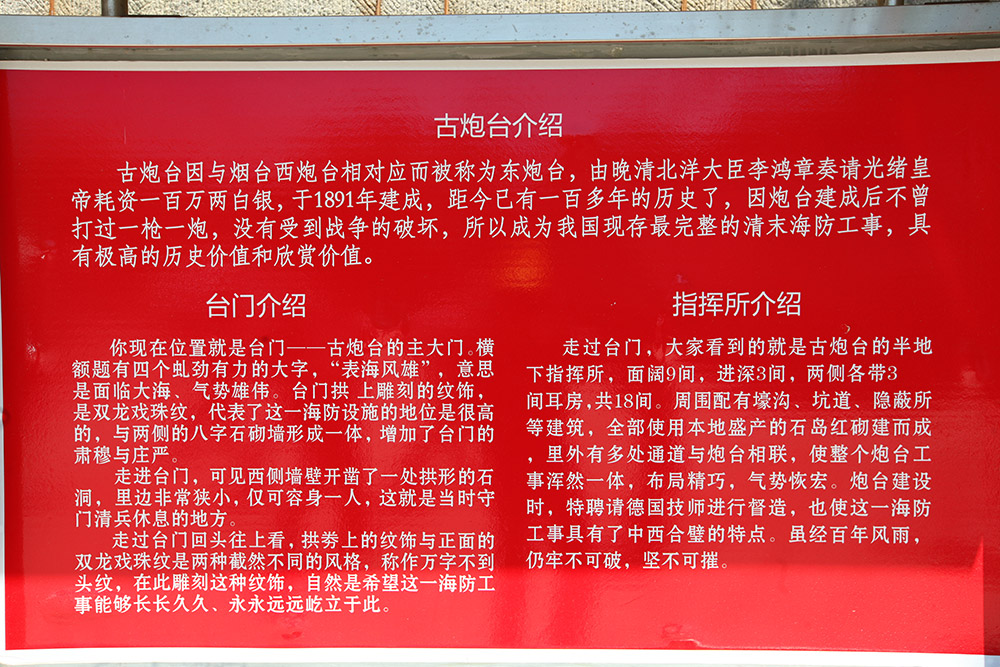 古炮台介绍
古炮台因与烟台西炮台相对应而被称为东炮台，由晚清北洋大臣李鸿章奏请光绪皇
帝耗资一百万两白银，于1891年建成，距今已有一百多年的历史了，因炮台建成后不曾
打过一枪一炮，没有受到战争的破坏，所以成为我国现存最完整的清末海防工事，具
有极高的历史价值和欣赏价值。
台门介绍
你现在位置就是台门——古炮台的主大门。横
额题有四个虬劲有力的大字，“表海风雄”，意思
是面临大海、气势雄伟。台门拱 上雕刻的纹饰，
是双龙戏珠纹，代表了这一海防设施的地位是很高
的，与两侧的八字石砌墙形成一体，增加了台门的
肃穆与庄严。
走进台门，可见西侧墙壁开凿了一处拱形的石
洞，里边非常狭小，仅可容身一人，这就是当时守
门清兵休息的地方。
走过台门回头往上看，拱劵上的纹饰与正面的
双龙戏珠纹是两种截然不同的风格，称作万字不到
头纹，在此雕刻这种纹饰，自然是希望这一海防工
事能够长长久久、永永远远屹立于此。
指挥所介绍
走过台门，大家看到的就是古炮台的半地
下指挥所，面阔9间，进深3间，两侧各带3
间耳房,共18间。周围配有壕沟、坑道、隐蔽所
等建筑，全部使用本地盛产的石岛红砌建而成
，里外有多处通道与炮台相联，使整个炮台工
事浑然一体，布局精巧，气势恢宏。炮台建设
时，特聘请德国技师进行督造，也使这一海防
工事具有了中西合璧的特点。虽经百年风雨，
仍牢不可破，坚不可摧。